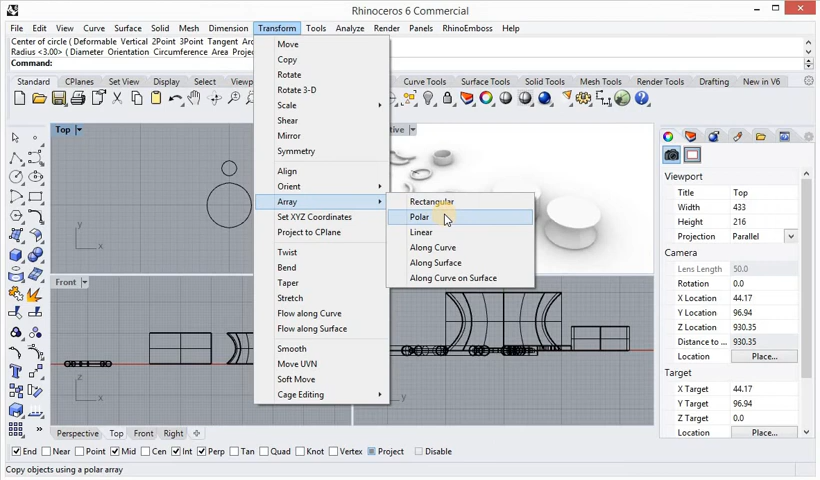 Rhinoceros 6 Commercial
File Edit View Curve Surface Solid Mesh Dimension Transform Tools Analyze Render Panels RhinoEmboss Help
Center of circle ( Deformable Vertical 2Point 3Point Tangent Ar
Radius <3.00> ( Diameter Orientation Circumference Area Proje
Command:
Standard CPlanes Set View Display Select View Curve Tools Surface Tools Solid Tools Mesh Tools Render Tools Drafting New in V6
Move
Copy
Rotate
Rotate 3-D
Scale
Shear
Mirror
Symmetry
Align
Orient
Array
Set XYZ Coordinates
Project to CPlane
Twist
Bend
Taper
Stretch
Flow along Curve
Flow along Surface
Smooth
Move UVN
Soft Move
Cage Editing
Rectangular
Polar
Linear
Along Curve
Along Surface
Along Curve on Surface
Top
y
x
tive
Front
z
x
y
Viewport
Title Top
Width 433
Height 216
Projection Parallel
Camera
Lens Length 50.0
Rotation 0.0
X Location 44.17
Y Location 96.94
Z Location 930.35
Distance to ... 930.35
Location Place...
Target
X Target 44.17
Y Target 96.94
Z Target 0.0
Location Place...
Perspective Top Front Right
End Near Point Mid Cen Int Perp Tan Quad Knot Vertex Project Disable
Copy objects using a polar array